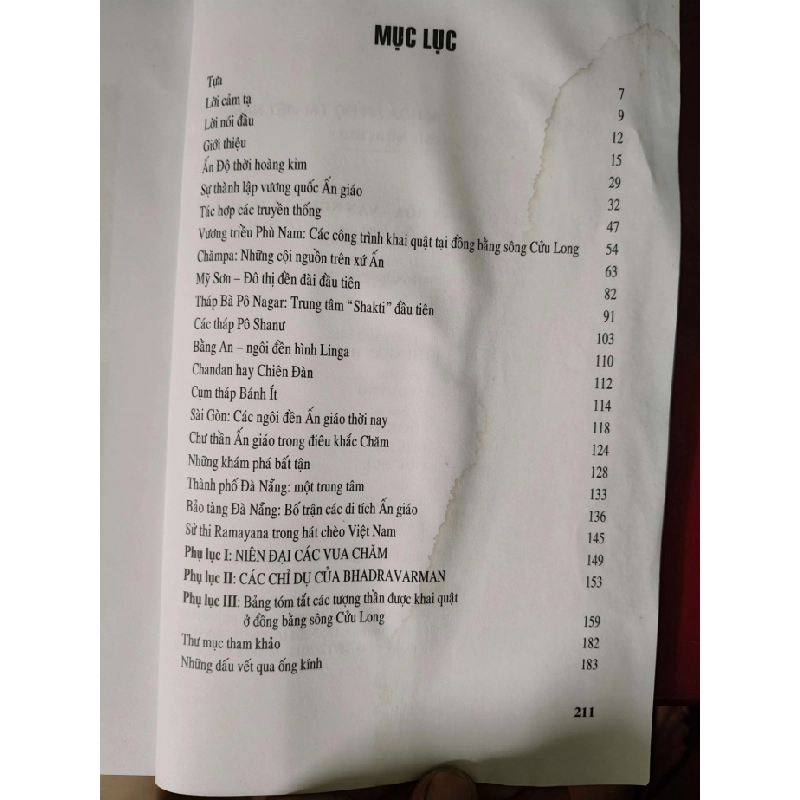 MỤC LỤC
Tựa 7
Lời cảm tạ 9
Lời nói đầu 12
Giới thiệu 15
Ấn Độ thời hoàng kim 29
Sự thành lập vương quốc Ấn giáo 32
Tác hợp các truyền thống 47
Vương triều Phù Nam: Các công trình khai quật tại đồng bằng sông Cửu Long 54
Chămpa: Những cội nguồn trên xứ Ấn 63
Mỹ Sơn – Đô thị đền đài đầu tiên 82
Tháp Bà Pô Nagar: Trung tâm "Shakti" đầu tiên 91
Các tháp Pô Shanư 103
Bằng An – ngôi đền hình Linga 110
Chandan hay Chiên Đàn 112
Cụm tháp Bánh Ít 114
Sài Gòn: Các ngôi đền Ấn giáo thời nay 118
Chư thần Ấn giáo trong điêu khắc Chăm 124
Những khám phá bất tận 128
Thành phố Đà Nẵng: một trung tâm 133
Bảo tàng Đà Nẵng: Bố trận các di tích Ấn giáo 136
Sử thi Ramayana trong hát chèo Việt Nam 145
Phụ lục I: NIÊN ĐẠI CÁC VUA CHĂM 149
Phụ lục II: CÁC CHỈ DỤ CỦA BHADRAVARMAN 153
Phụ lục III: Bảng tóm tắt các tượng thần được khai quật
ở đồng bằng sông Cửu Long 159
Thư mục tham khảo 182
Những dấu vết qua ống kính 183
211